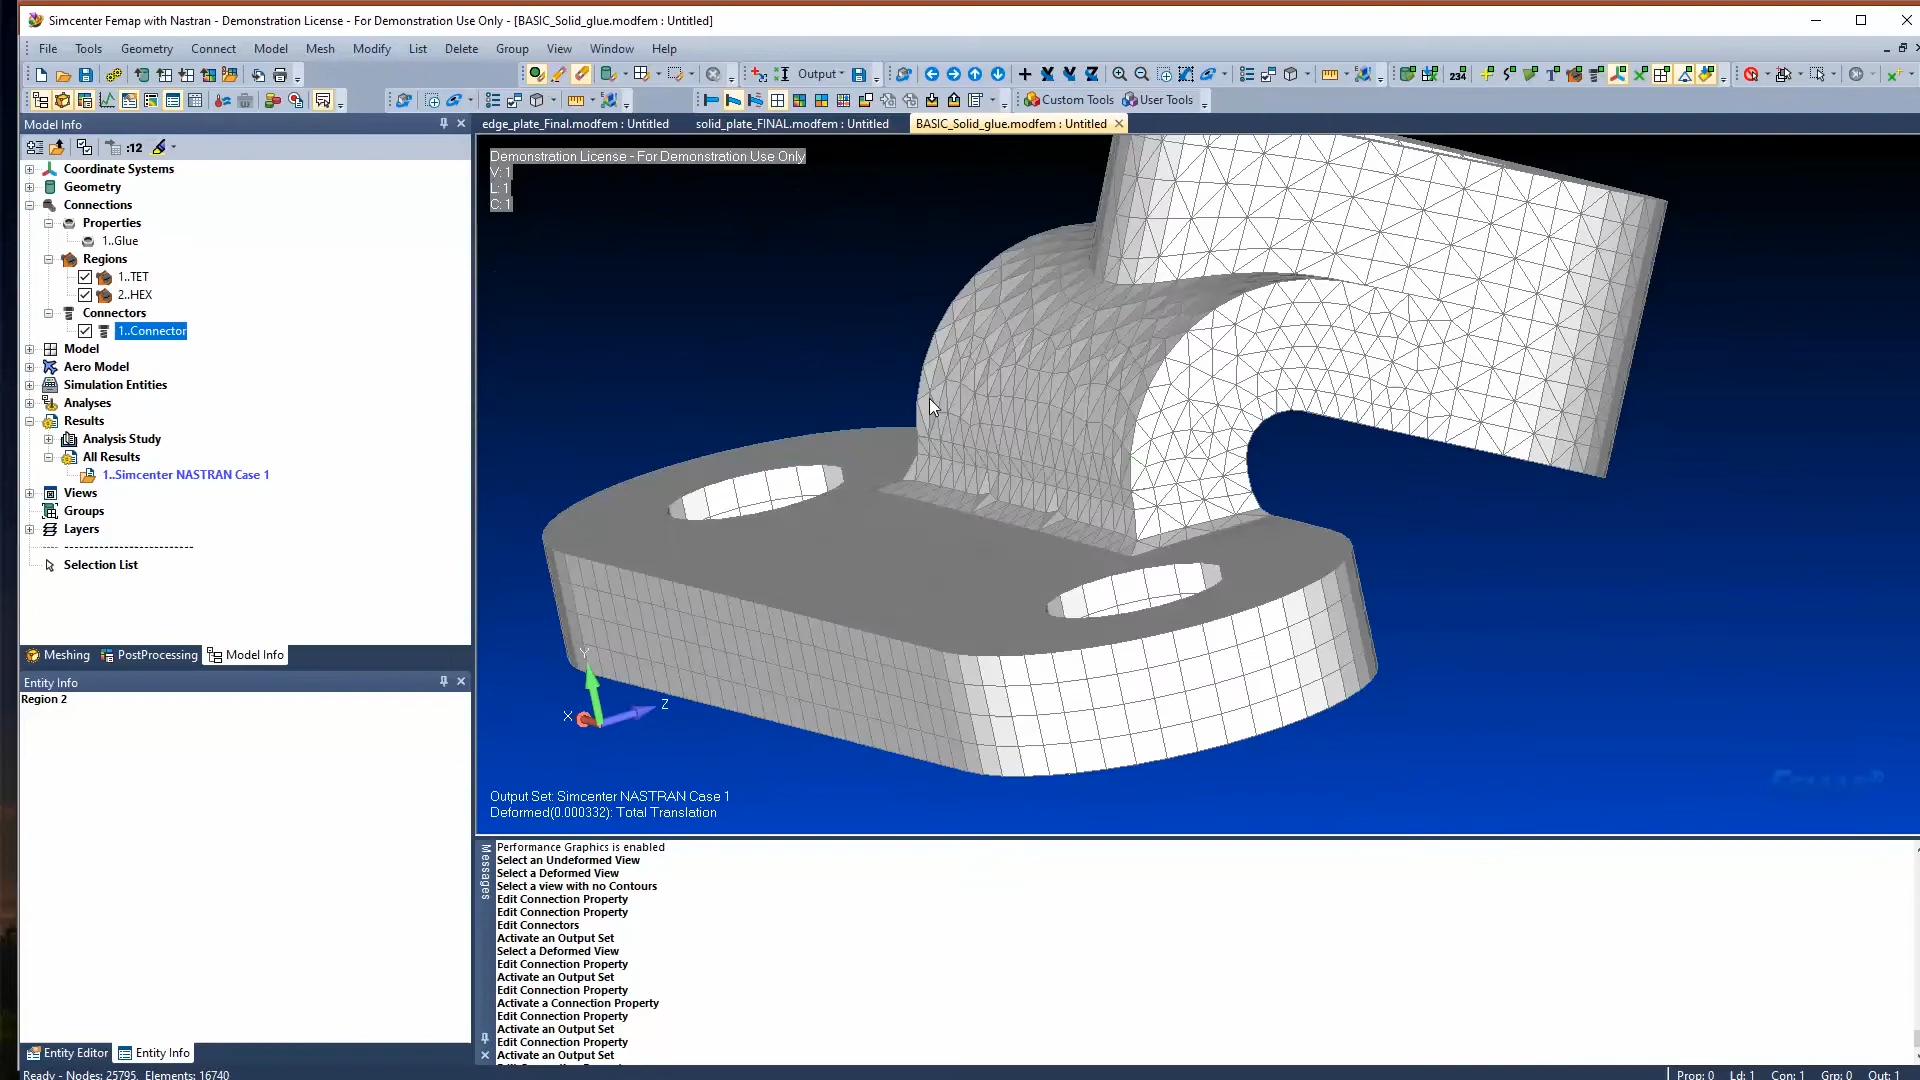 Simcenter Femap with Nastran - Demonstration License - For Demonstration Use Only - [BASIC_Solid_glue.modfem : Untitled]
File Tools Geometry Connect Model Mesh Modify List Delete Group View Window Help
Output
234
Custom Tools User Tools
Model Info
edge_plate_Final.modfem : Untitled solid_plate_FINAL.modfem : Untitled BASIC_Solid_glue.modfem : Untitled
:12
Coordinate Systems
Geometry
Connections
Properties
1..Glue
Regions
1..TET
2..HEX
Connectors
1..Connector
Model
Aero Model
Simulation Entities
Analyses
Results
Analysis Study
All Results
1..Simcenter NASTRAN Case 1
Views
Groups
Layers
Selection List
Meshing PostProcessing Model Info
Entity Info
Region 2
Entity Editor Entity Info
Demonstration License - For Demonstration Use Only
V: 1
L: 1
C: 1
Y
X
Z
Output Set: Simcenter NASTRAN Case 1
Deformed(0.000332): Total Translation
Messages
Performance Graphics is enabled
Select an Undeformed View
Select a Deformed View
Select a view with no Contours
Edit Connection Property
Edit Connection Property
Edit Connectors
Activate an Output Set
Select a Deformed View
Edit Connection Property
Activate an Output Set
Edit Connection Property
Activate a Connection Property
Edit Connection Property
Activate an Output Set
Edit Connection Property
Activate an Output Set
Ready - Nodes: 25795, Elements: 16740
Prop: 0 Ld: 1 Con: 1 Grp: 0 Out: 1